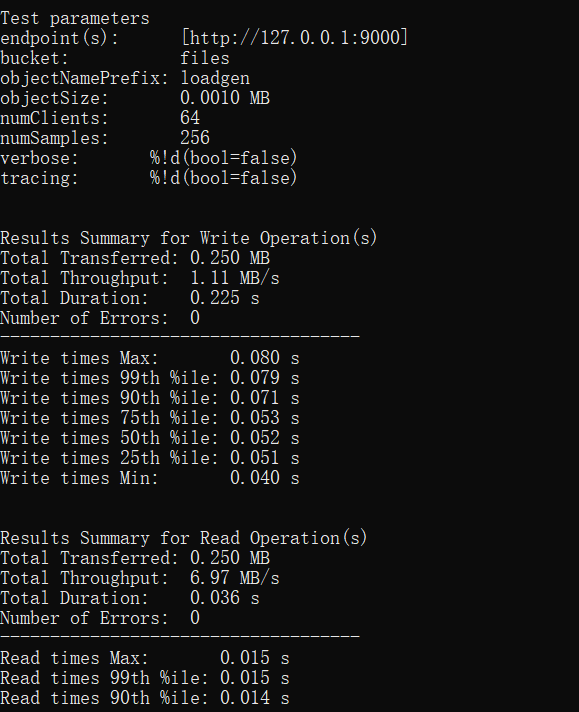 Test parameters
endpoint(s):      [http://127.0.0.1:9000]
bucket:           files
objectNamePrefix: loadgen
objectSize:       0.0010 MB
numClients:       64
numSamples:       256
verbose:       %!d(bool=false)
tracing:       %!d(bool=false)
Results Summary for Write Operation(s)
Total Transferred: 0.250 MB
Total Throughput:  1.11 MB/s
Total Duration:    0.225 s
Number of Errors:  0
------------------------------------
Write times Max:       0.080 s
Write times 99th %ile: 0.079 s
Write times 90th %ile: 0.071 s
Write times 75th %ile: 0.053 s
Write times 50th %ile: 0.052 s
Write times 25th %ile: 0.051 s
Write times Min:       0.040 s
Results Summary for Read Operation(s)
Total Transferred: 0.250 MB
Total Throughput:  6.97 MB/s
Total Duration:    0.036 s
Number of Errors:  0
------------------------------------
Read times Max:       0.015 s
Read times 99th %ile: 0.015 s
Read times 90th %ile: 0.014 s